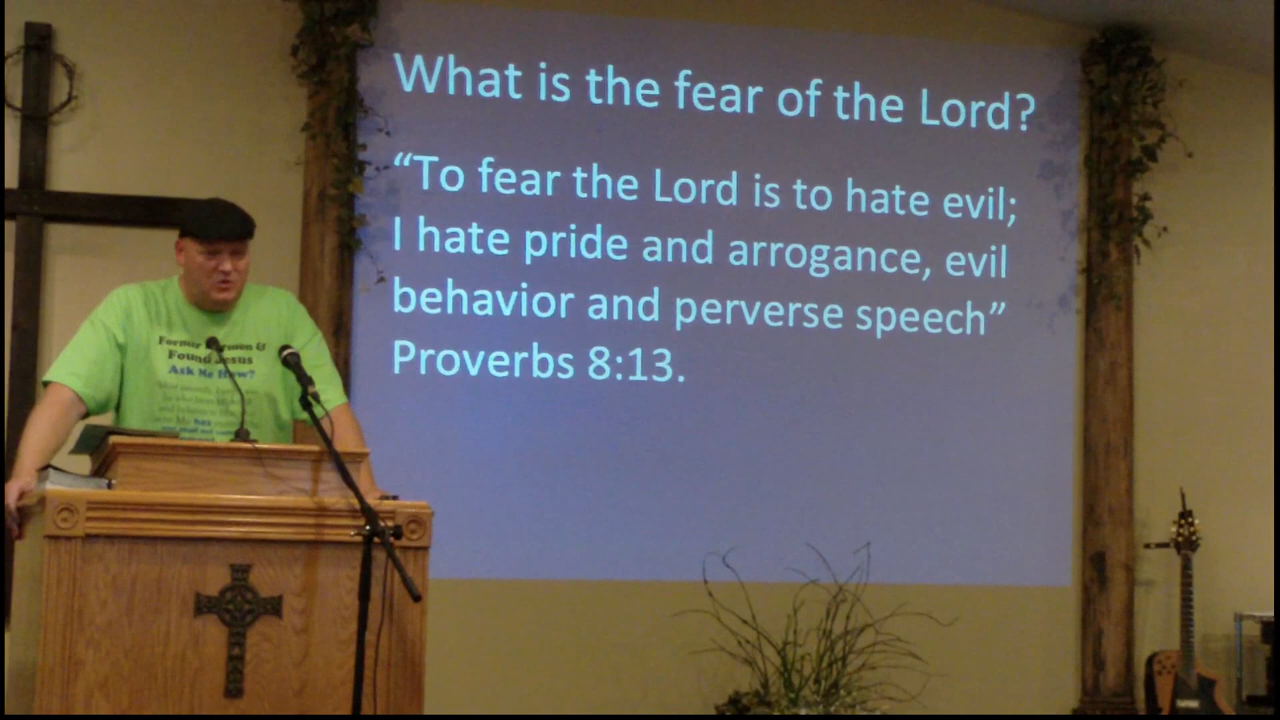 What is the fear of the Lord?
“To fear the Lord is to hate evil;
I hate pride and arrogance, evil
behavior and perverse speech”
Proverbs 8:13.
Former &
Found Jesus
Ask Me How?